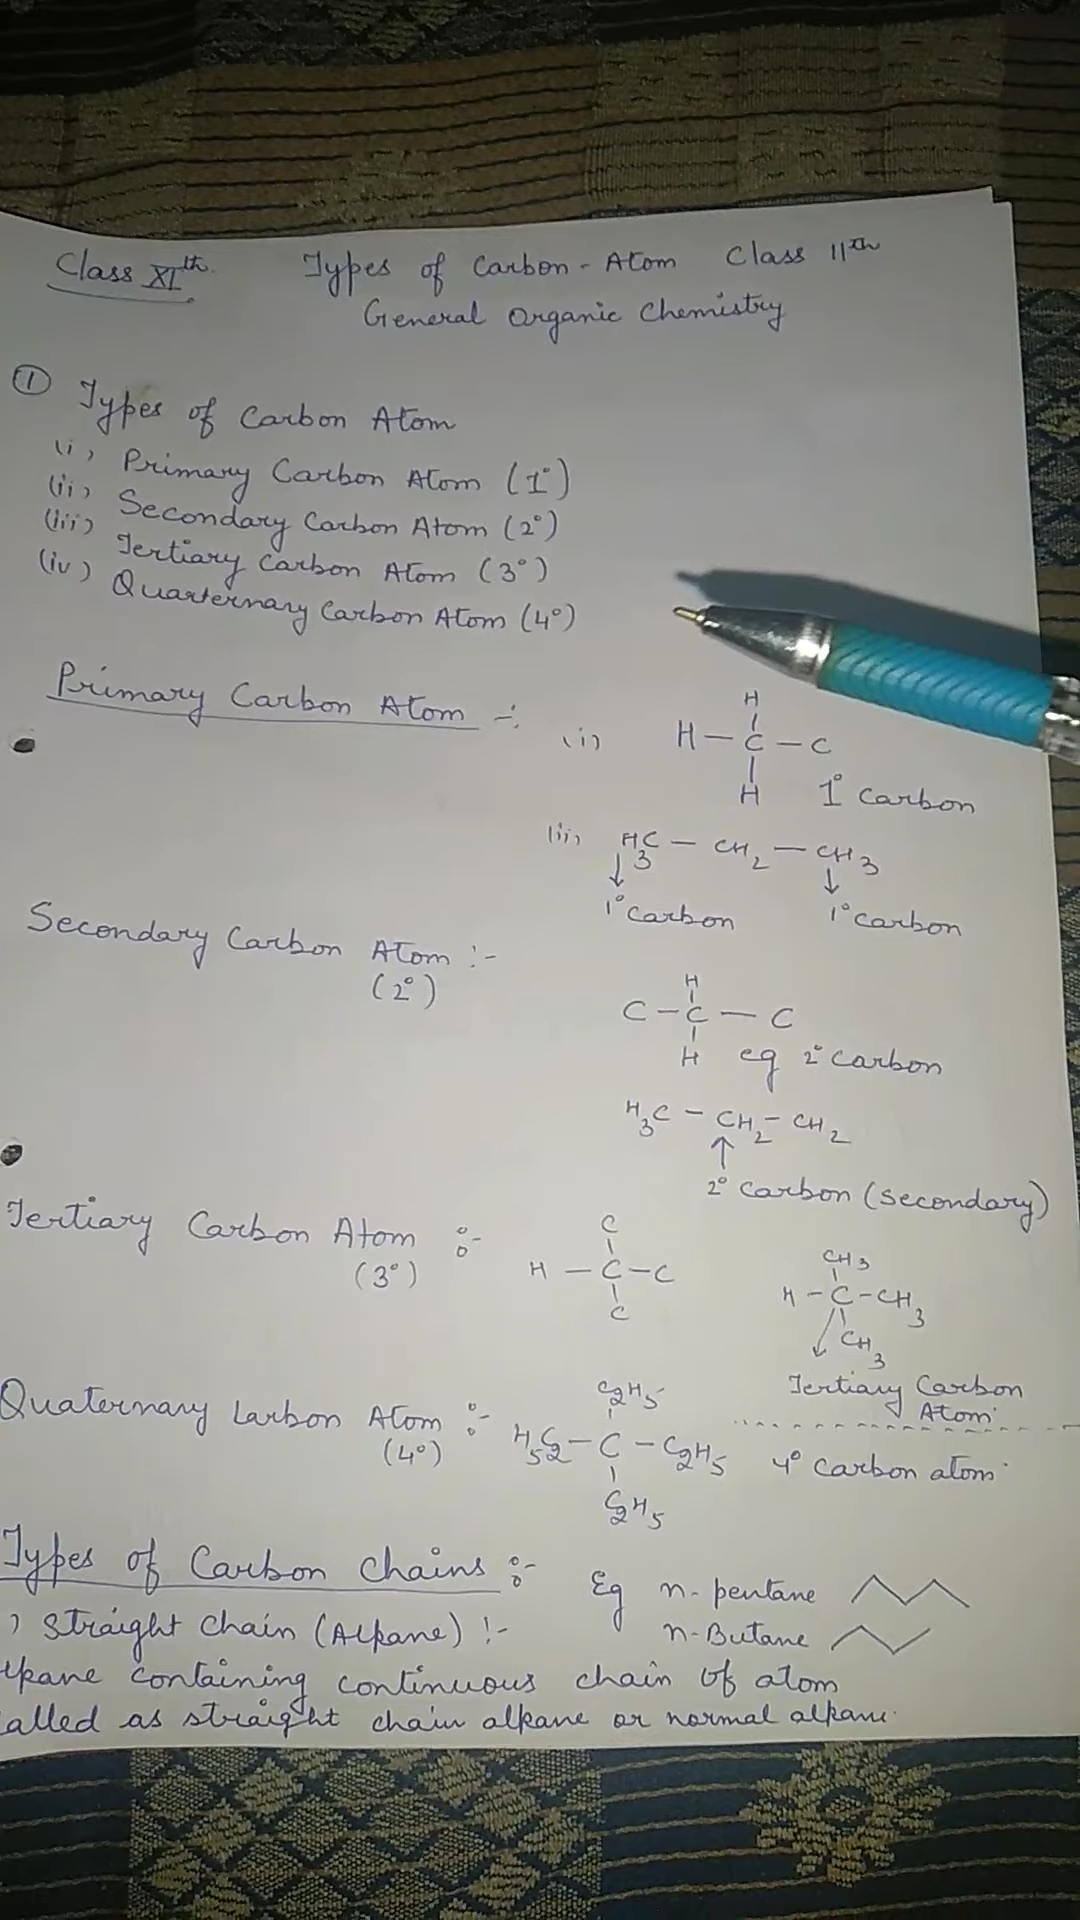 Class XIth. Types of Carbon-Atom Class 11th
General Organic Chemistry
① Types of Carbon Atom
(i) Primary Carbon Atom (1°)
(ii) Secondary Carbon Atom (2°)
(iii) Tertiary Carbon Atom (3°)
(iv) Quarternary Carbon Atom (4°)
Primary Carbon Atom :-
H
(i) H — C — C
H 1° Carbon
(ii) H3C — CH2 — CH3
1° Carbon 1° Carbon
Secondary Carbon Atom :-
(2°)
H
C — C — C
H eg 2° Carbon
H3C — CH2 — CH2
2° Carbon (Secondary)
Tertiary Carbon Atom :-
(3°)
C
H — C — C
C
CH3
H — C — CH3
CH3
Tertiary Carbon
Atom.
Quaternary Carbon Atom :-
(4°)
C2H5
H5C2 — C — C2H5 4° Carbon atom.
C2H5
Types of Carbon Chains :- Eg n-pentane
) Straight Chain (Alkane) :- n-Butane
lkane containing continuous chain of atom
alled as straight chain alkane or normal alkane.